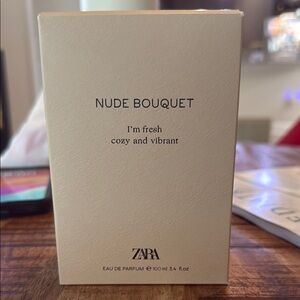 NUDE BOUQUET
I'm fresh
cozy and vibrant
ZARA
EAU DE PARFUM ℮ 100 ml 3.4 fl. oz